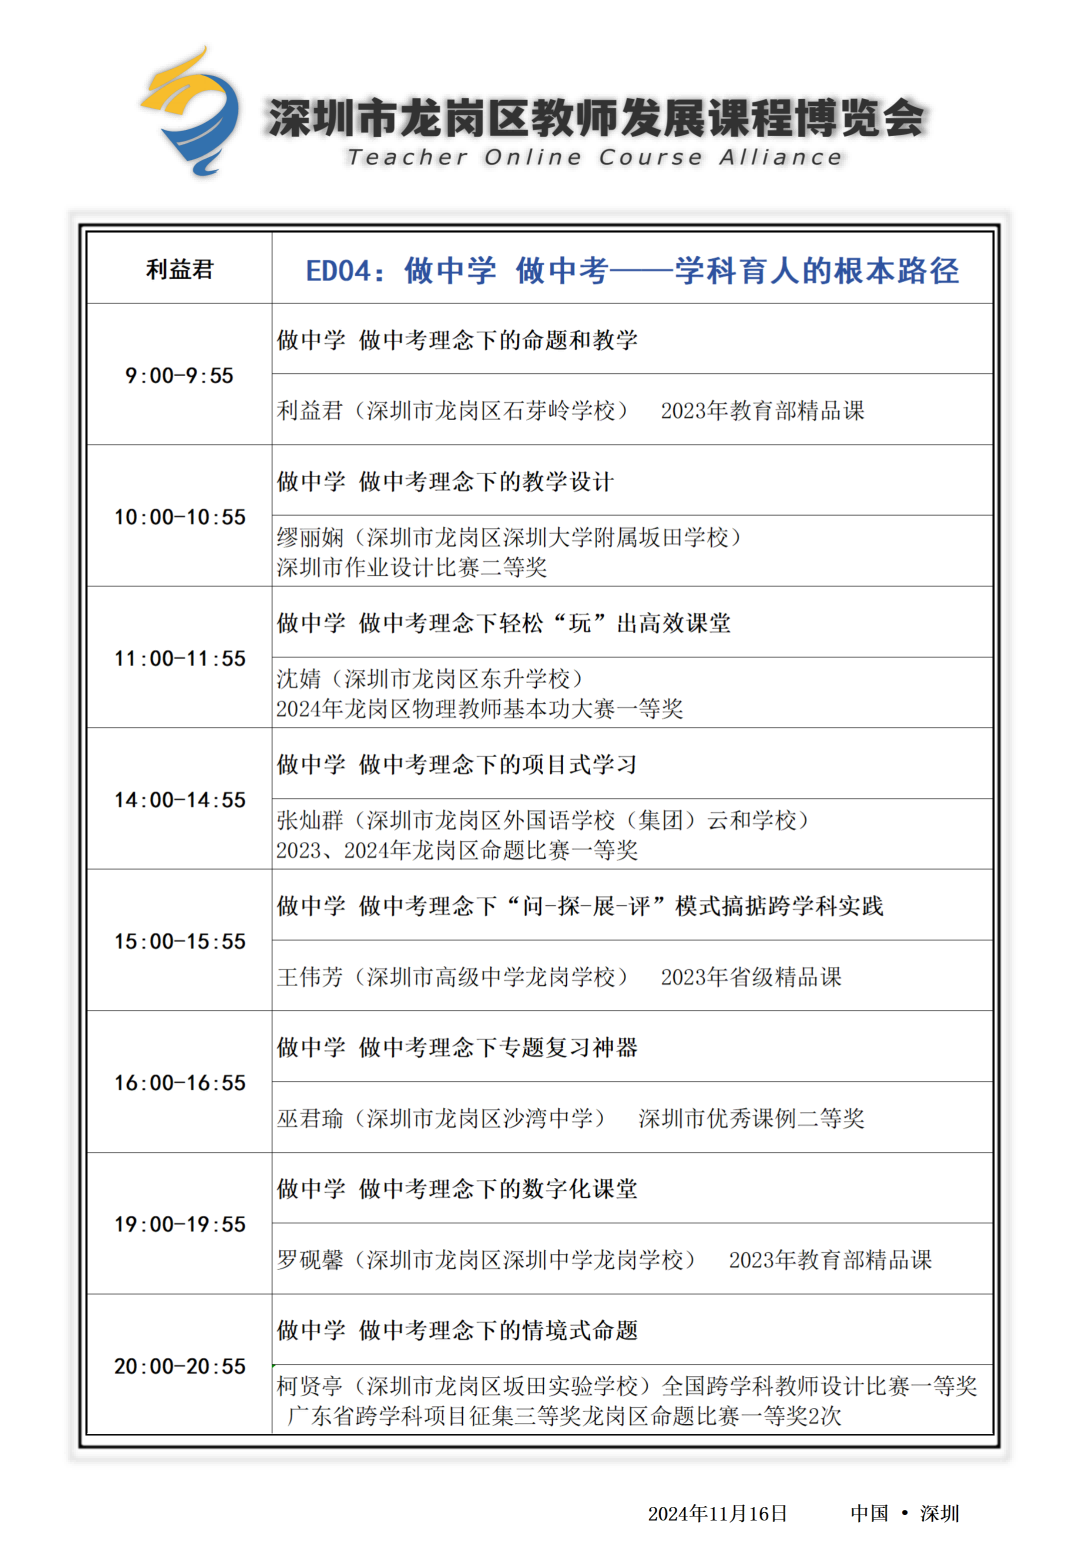 深圳市龙岗区教师发展课程博览会
Teacher Online Course Alliance
利益君
ED04：做中学 做中考——学科育人的根本路径
9:00-9:55
做中学 做中考理念下的命题和教学
利益君（深圳市龙岗区石芽岭学校） 2023年教育部精品课
10:00-10:55
做中学 做中考理念下的教学设计
缪丽娴（深圳市龙岗区深圳大学附属坂田学校）
深圳市作业设计比赛二等奖
11:00-11:55
做中学 做中考理念下轻松“玩”出高效课堂
沈婧（深圳市龙岗区东升学校）
2024年龙岗区物理教师基本功大赛一等奖
14:00-14:55
做中学 做中考理念下的项目式学习
张灿群（深圳市龙岗区外国语学校（集团）云和学校）
2023、2024年龙岗区命题比赛一等奖
15:00-15:55
做中学 做中考理念下“问-探-展-评”模式搞掂跨学科实践
王伟芳（深圳市高级中学龙岗学校） 2023年省级精品课
16:00-16:55
做中学 做中考理念下专题复习神器
巫君瑜（深圳市龙岗区沙湾中学） 深圳市优秀课例二等奖
19:00-19:55
做中学 做中考理念下的数字化课堂
罗砚馨（深圳市龙岗区深圳中学龙岗学校） 2023年教育部精品课
20:00-20:55
做中学 做中考理念下的情境式命题
柯贤亭（深圳市龙岗区坂田实验学校）全国跨学科教师设计比赛一等奖
广东省跨学科项目征集三等奖龙岗区命题比赛一等奖2次
2024年11月16日 中国 • 深圳